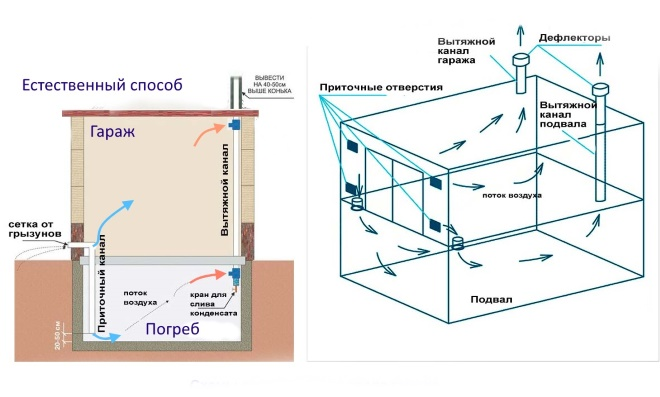 Естественный способ
ВЫВЕСТИ
НА 40-50см
ВЫШЕ КОНЬКА
Гараж
Вытяжной канал
сетка от
грызунов
Приточный канал
поток
воздуха
кран для
слива
конденсата
Погреб
20-50 см
Вытяжной
канал
гаража
Дефлекторы
Приточные отверстия
Вытяжной
канал
подвала
поток воздуха
Подвал